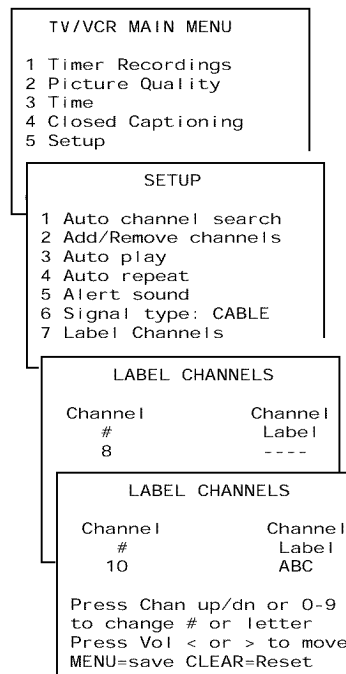 TV/VCR MAIN MENU
1 Timer Recordings
2 Picture Quality
3 Time
4 Closed Captioning
5 Setup
SETUP
1 Auto channel search
2 Add/Remove channels
3 Auto play
4 Auto repeat
5 Alert sound
6 Signal type: CABLE
7 Label Channels
LABEL CHANNELS
Channel Channel
# Label
8 ----
LABEL CHANNELS
Channel Channel
# Label
10 ABC
Press Chan up/dn or 0-9
to change # or letter
Press Vol < or > to move
MENU=save CLEAR=Reset